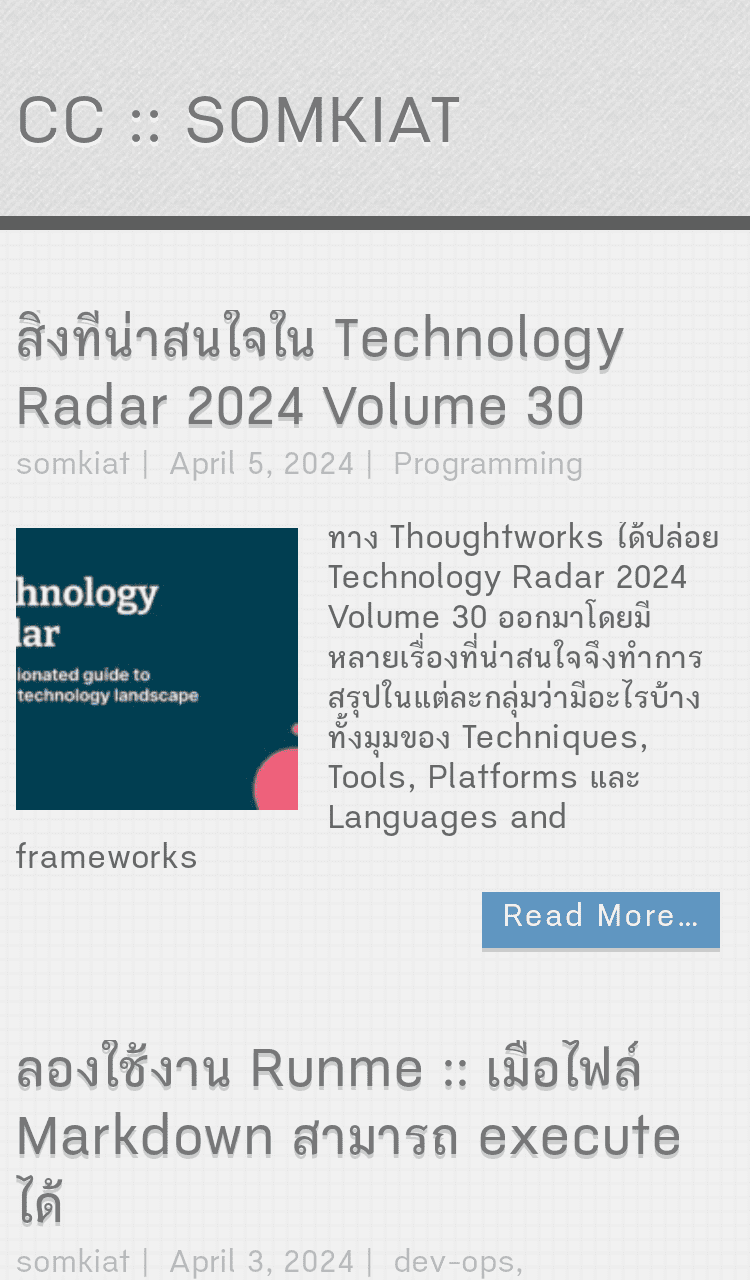 CC :: SOMKIAT
สิ่งที่น่าสนใจใน Technology
Radar 2024 Volume 30
somkiat | April 5, 2024 | Programming
hnology
lar
ionated guide to
technology landscape
ทาง Thoughtworks ได้ปล่อย
Technology Radar 2024
Volume 30 ออกมาโดยมี
หลายเรื่องที่น่าสนใจจึงทำการ
สรุปในแต่ละกลุ่มว่ามีอะไรบ้าง
ทั้งมุมของ Techniques,
Tools, Platforms และ
Languages and
frameworks
Read More…
ลองใช้งาน Runme :: เมื่อไฟล์
Markdown สามารถ execute
ได้
somkiat | April 3, 2024 | dev-ops,